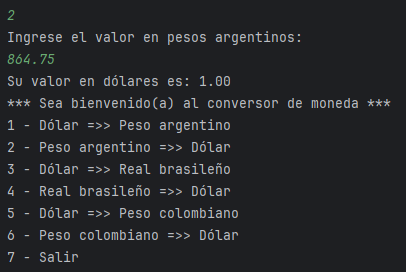 2
Ingrese el valor en pesos argentinos:
864.75
Su valor en dólares es: 1.00
*** Sea bienvenido(a) al conversor de moneda ***
1 - Dólar =>> Peso argentino
2 - Peso argentino =>> Dólar
3 - Dólar =>> Real brasileño
4 - Real brasileño =>> Dólar
5 - Dólar =>> Peso colombiano
6 - Peso colombiano =>> Dólar
7 - Salir